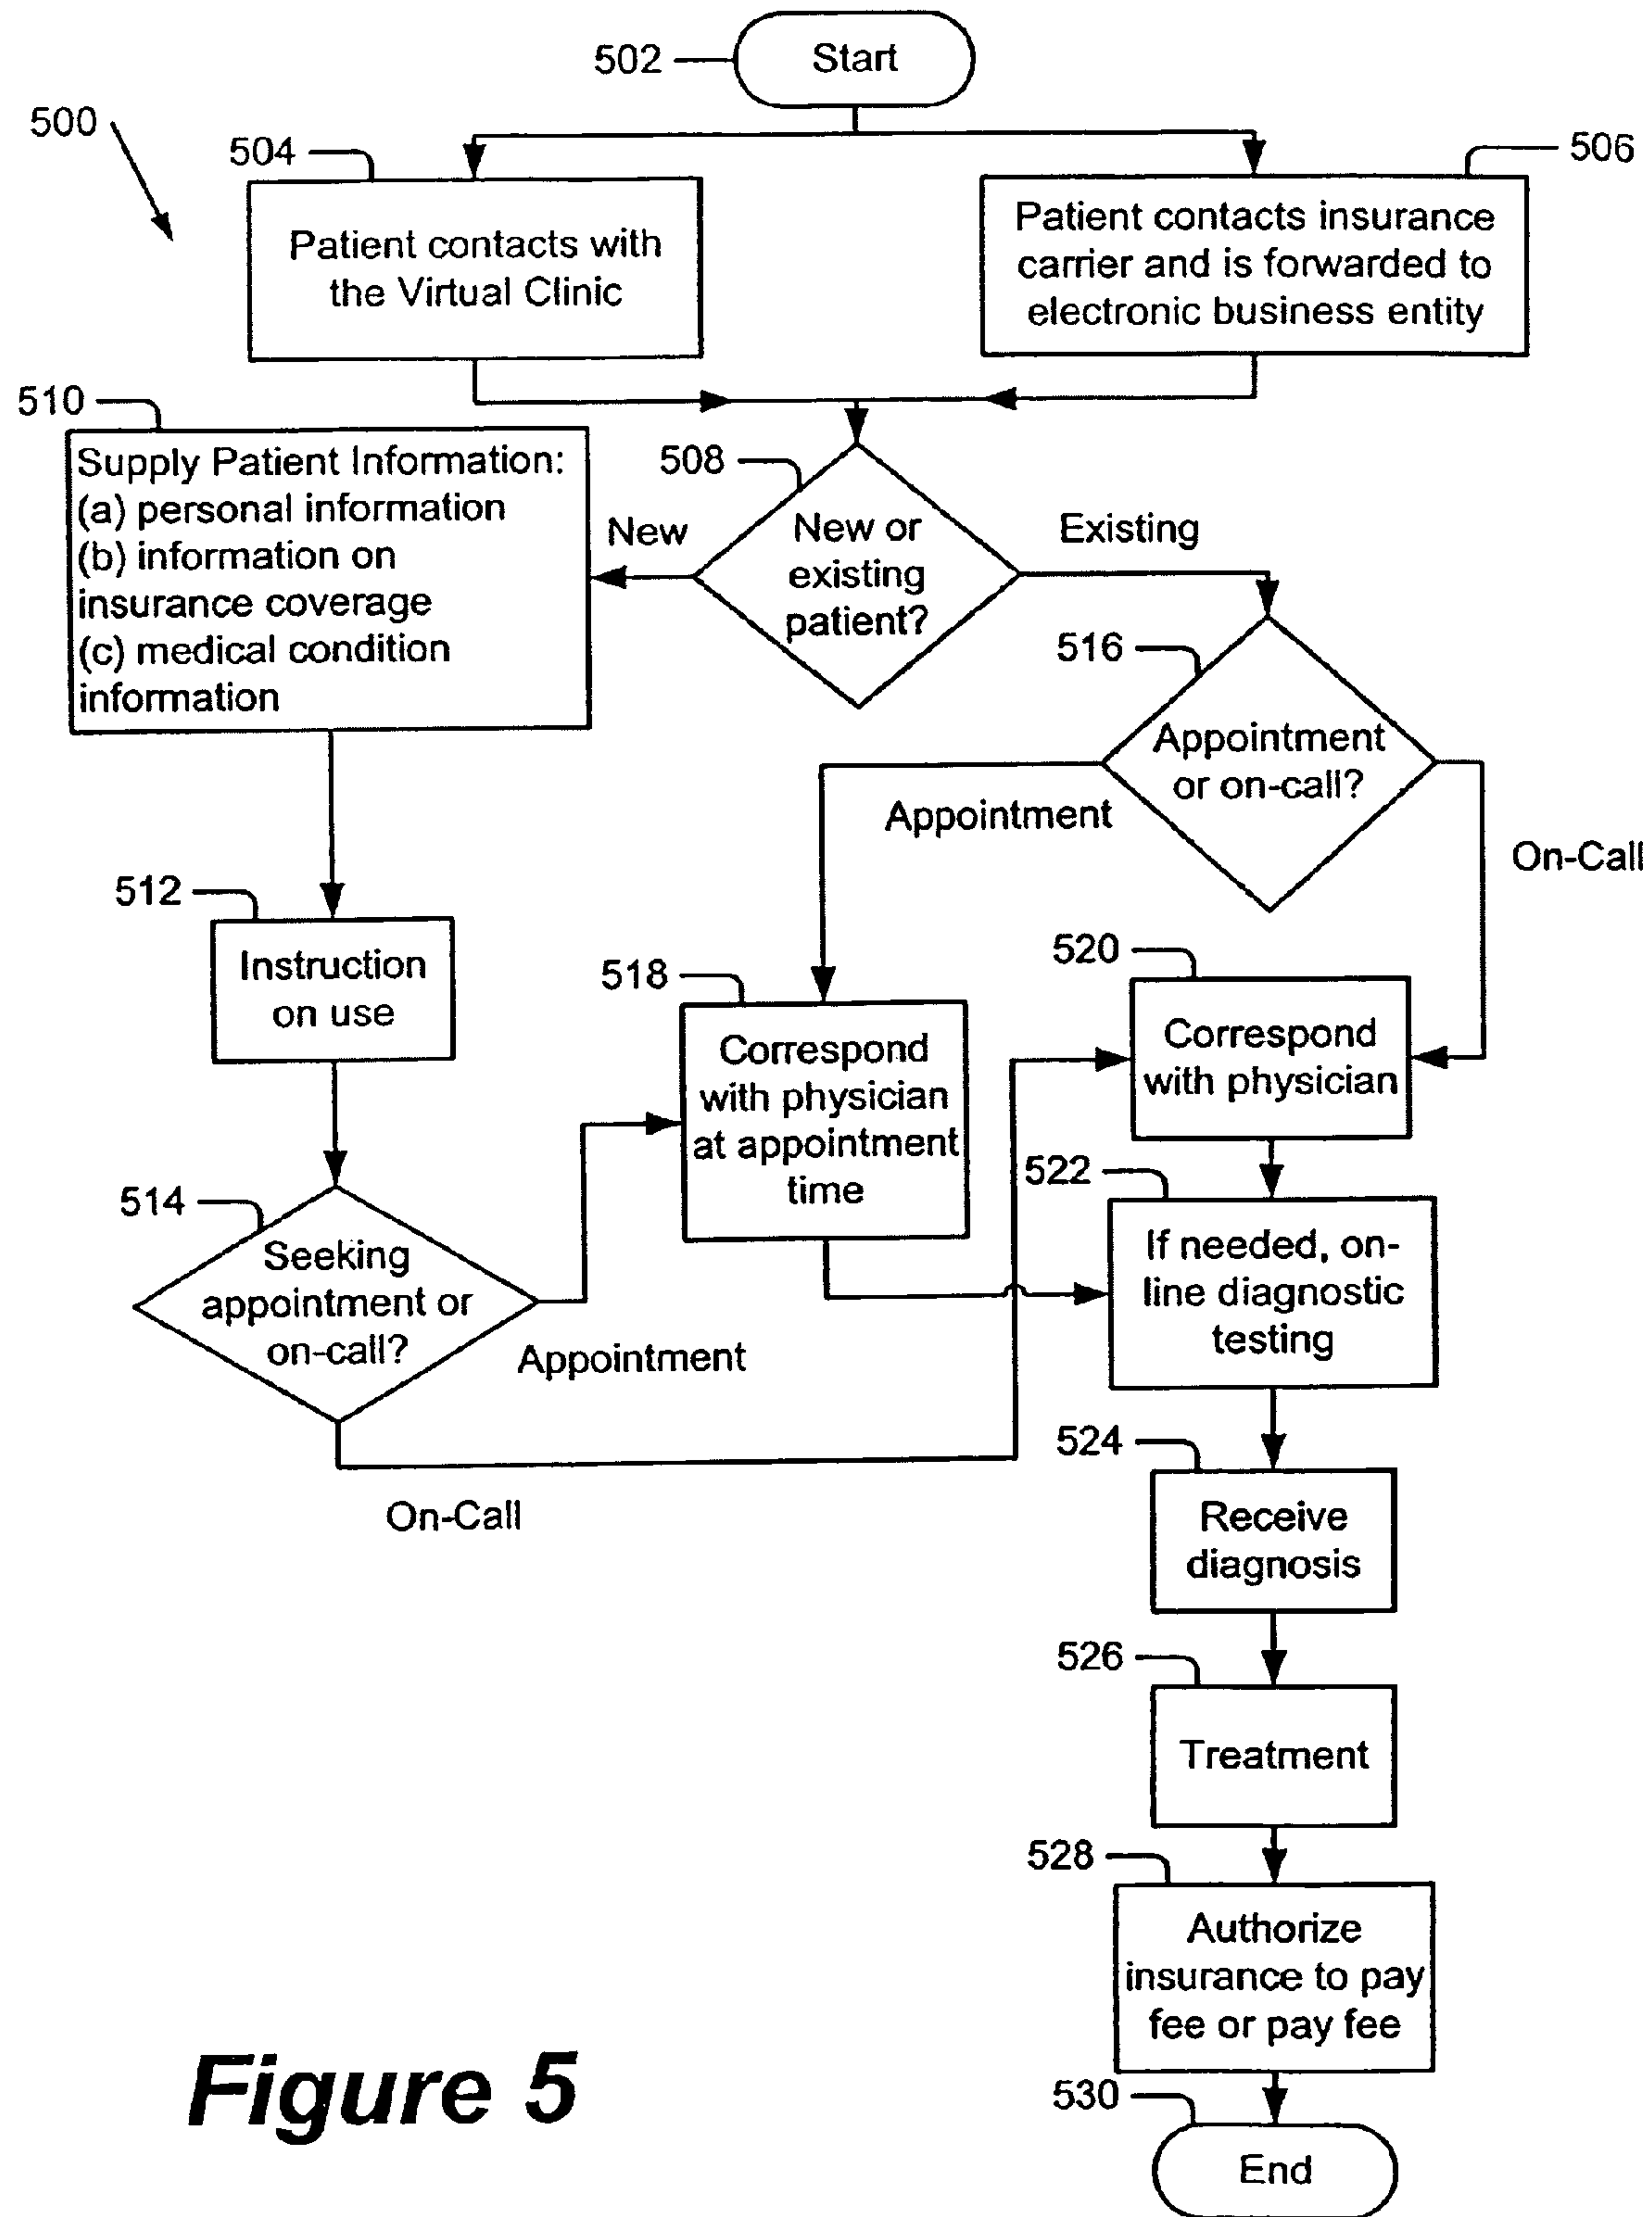 502
Start
500
504
506
Patient contacts with
the Virtual Clinic
Patient contacts insurance
carrier and is forwarded to
electronic business entity
510
Supply Patient Information:
(a) personal information
(b) information on
insurance coverage
(c) medical condition
information
508
New or
existing
patient?
New
Existing
516
Appointment
or on-call?
Appointment
On-Call
512
Instruction
on use
518
Correspond
with physician
at appointment
time
520
Correspond
with physician
514
Seeking
appointment or
on-call?
Appointment
On-Call
522
If needed, on-
line diagnostic
testing
524
Receive
diagnosis
526
Treatment
528
Authorize
insurance to pay
fee or pay fee
530
End
Figure 5